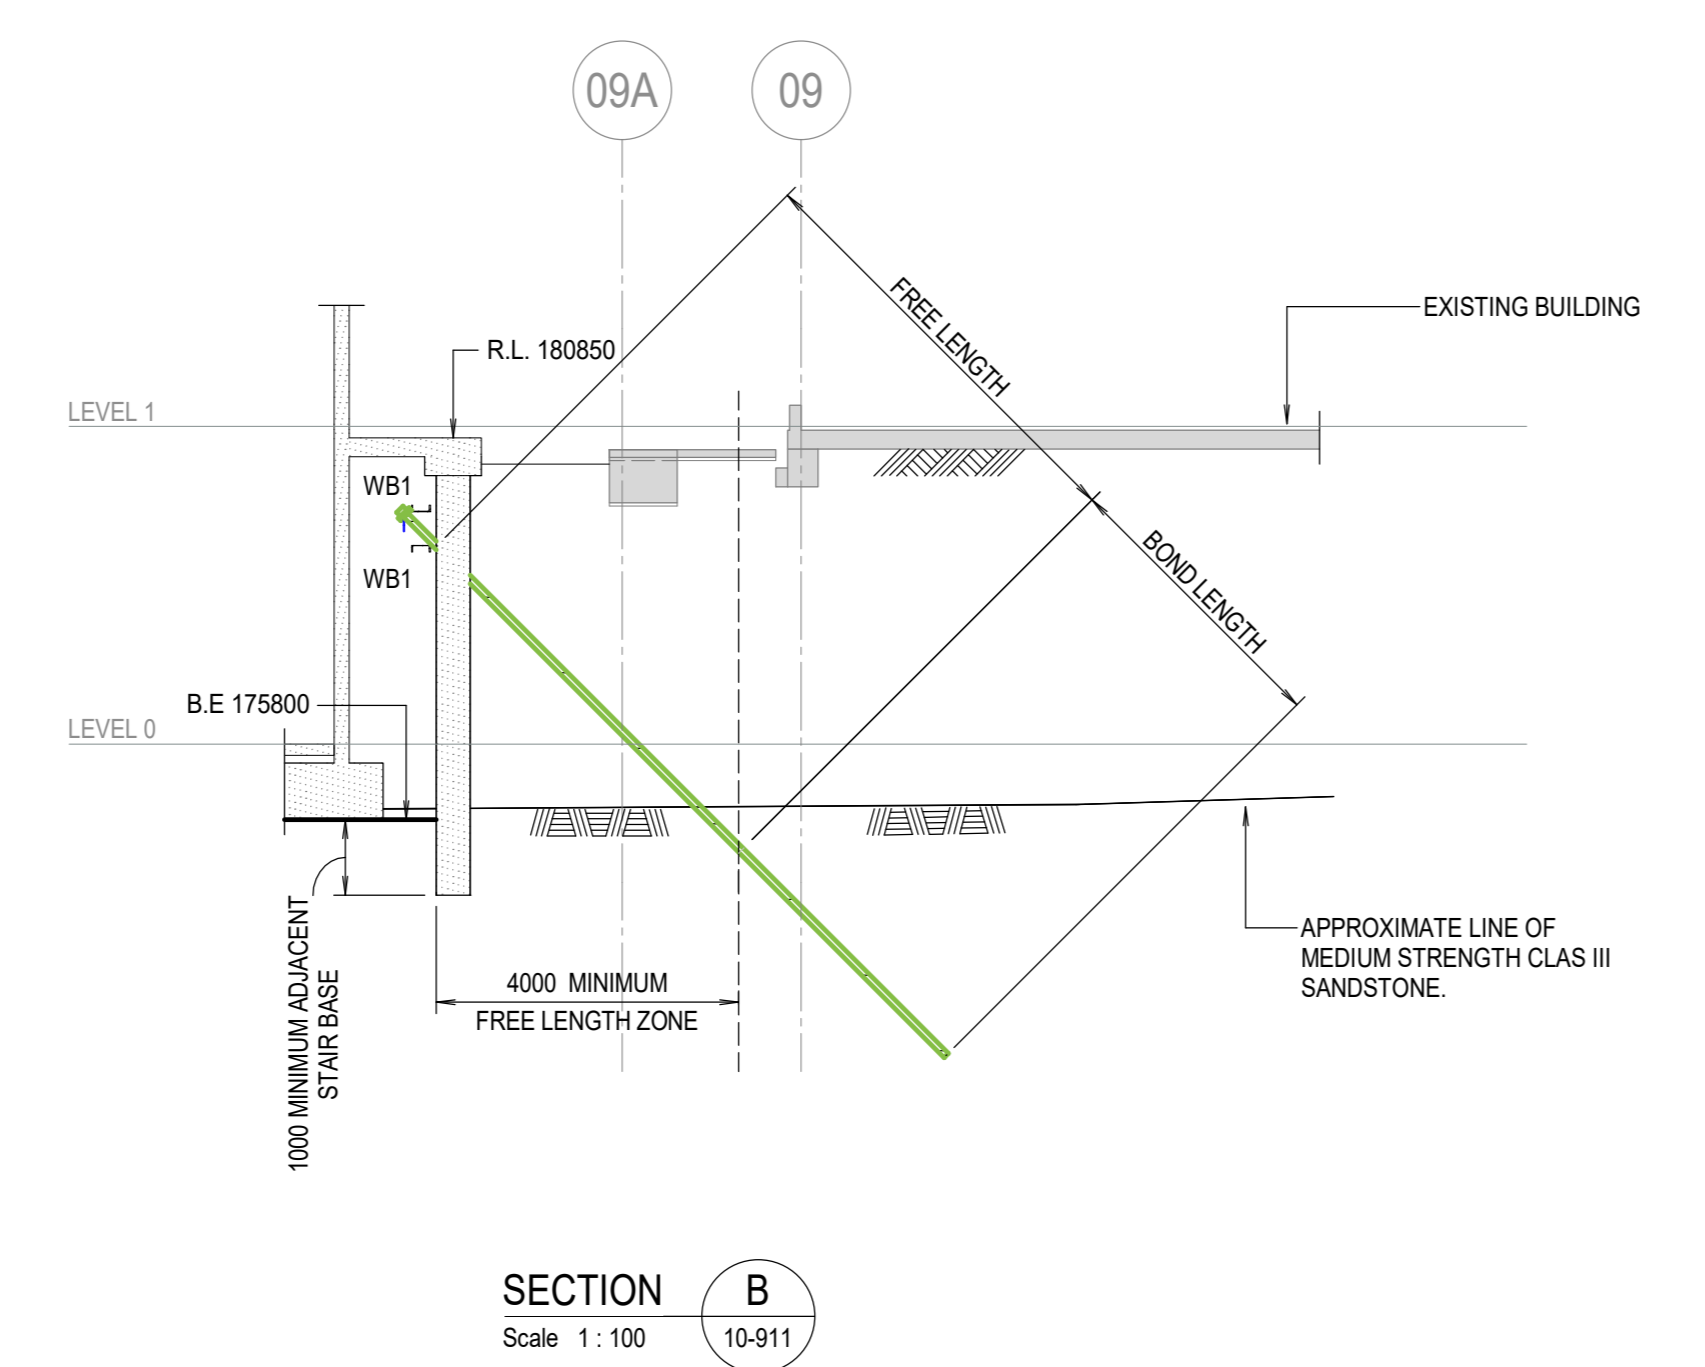 09A
09
FREE LENGTH
EXISTING BUILDING
R.L. 180850
LEVEL 1
WB1
BOND LENGTH
WB1
B.E 175800
LEVEL 0
1000 MINIMUM ADJACENT
STAIR BASE
4000 MINIMUM
FREE LENGTH ZONE
APPROXIMATE LINE OF
MEDIUM STRENGTH CLAS III
SANDSTONE.
SECTION
B
Scale 1 : 100
10-911